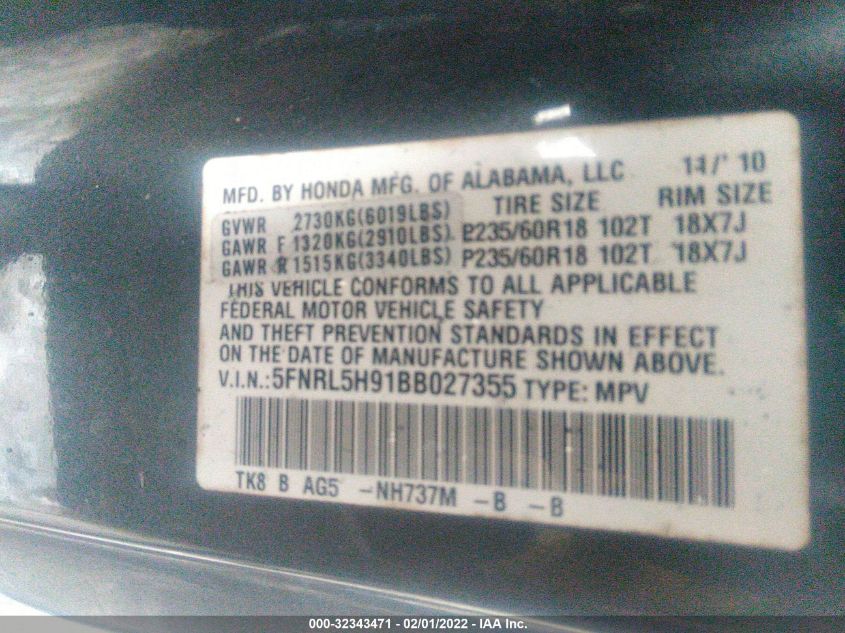 MFD. BY HONDA MFG. OF ALABAMA, LLC 11/ 10
TIRE SIZE RIM SIZE
GVWR 2730KG(6019LBS)
GAWR F 1320KG(2910LBS) P235/60R18 102T 18X7J
GAWR R 1515KG(3340LBS) P235/60R18 102T 18X7J
THIS VEHICLE CONFORMS TO ALL APPLICABLE
FEDERAL MOTOR VEHICLE SAFETY
AND THEFT PREVENTION STANDARDS IN EFFECT
ON THE DATE OF MANUFACTURE SHOWN ABOVE.
V.I.N.:5FNRL5H91BB027355 TYPE: MPV
TK8 B AG5 -NH737M -B -B
000-32343471 - 02/01/2022 - IAA Inc.